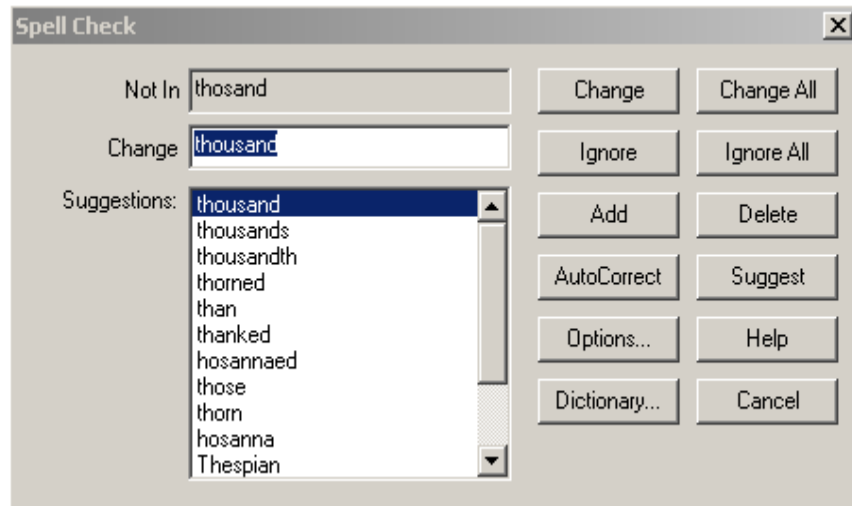 Spell Check
Not In thosand Change Change All
Change thousand Ignore Ignore All
Suggestions: thousand Add Delete
thousands
thousandth
thorned AutoCorrect Suggest
than
thanked Options... Help
hosannaed
those Dictionary... Cancel
thorn
hosanna
Thespian